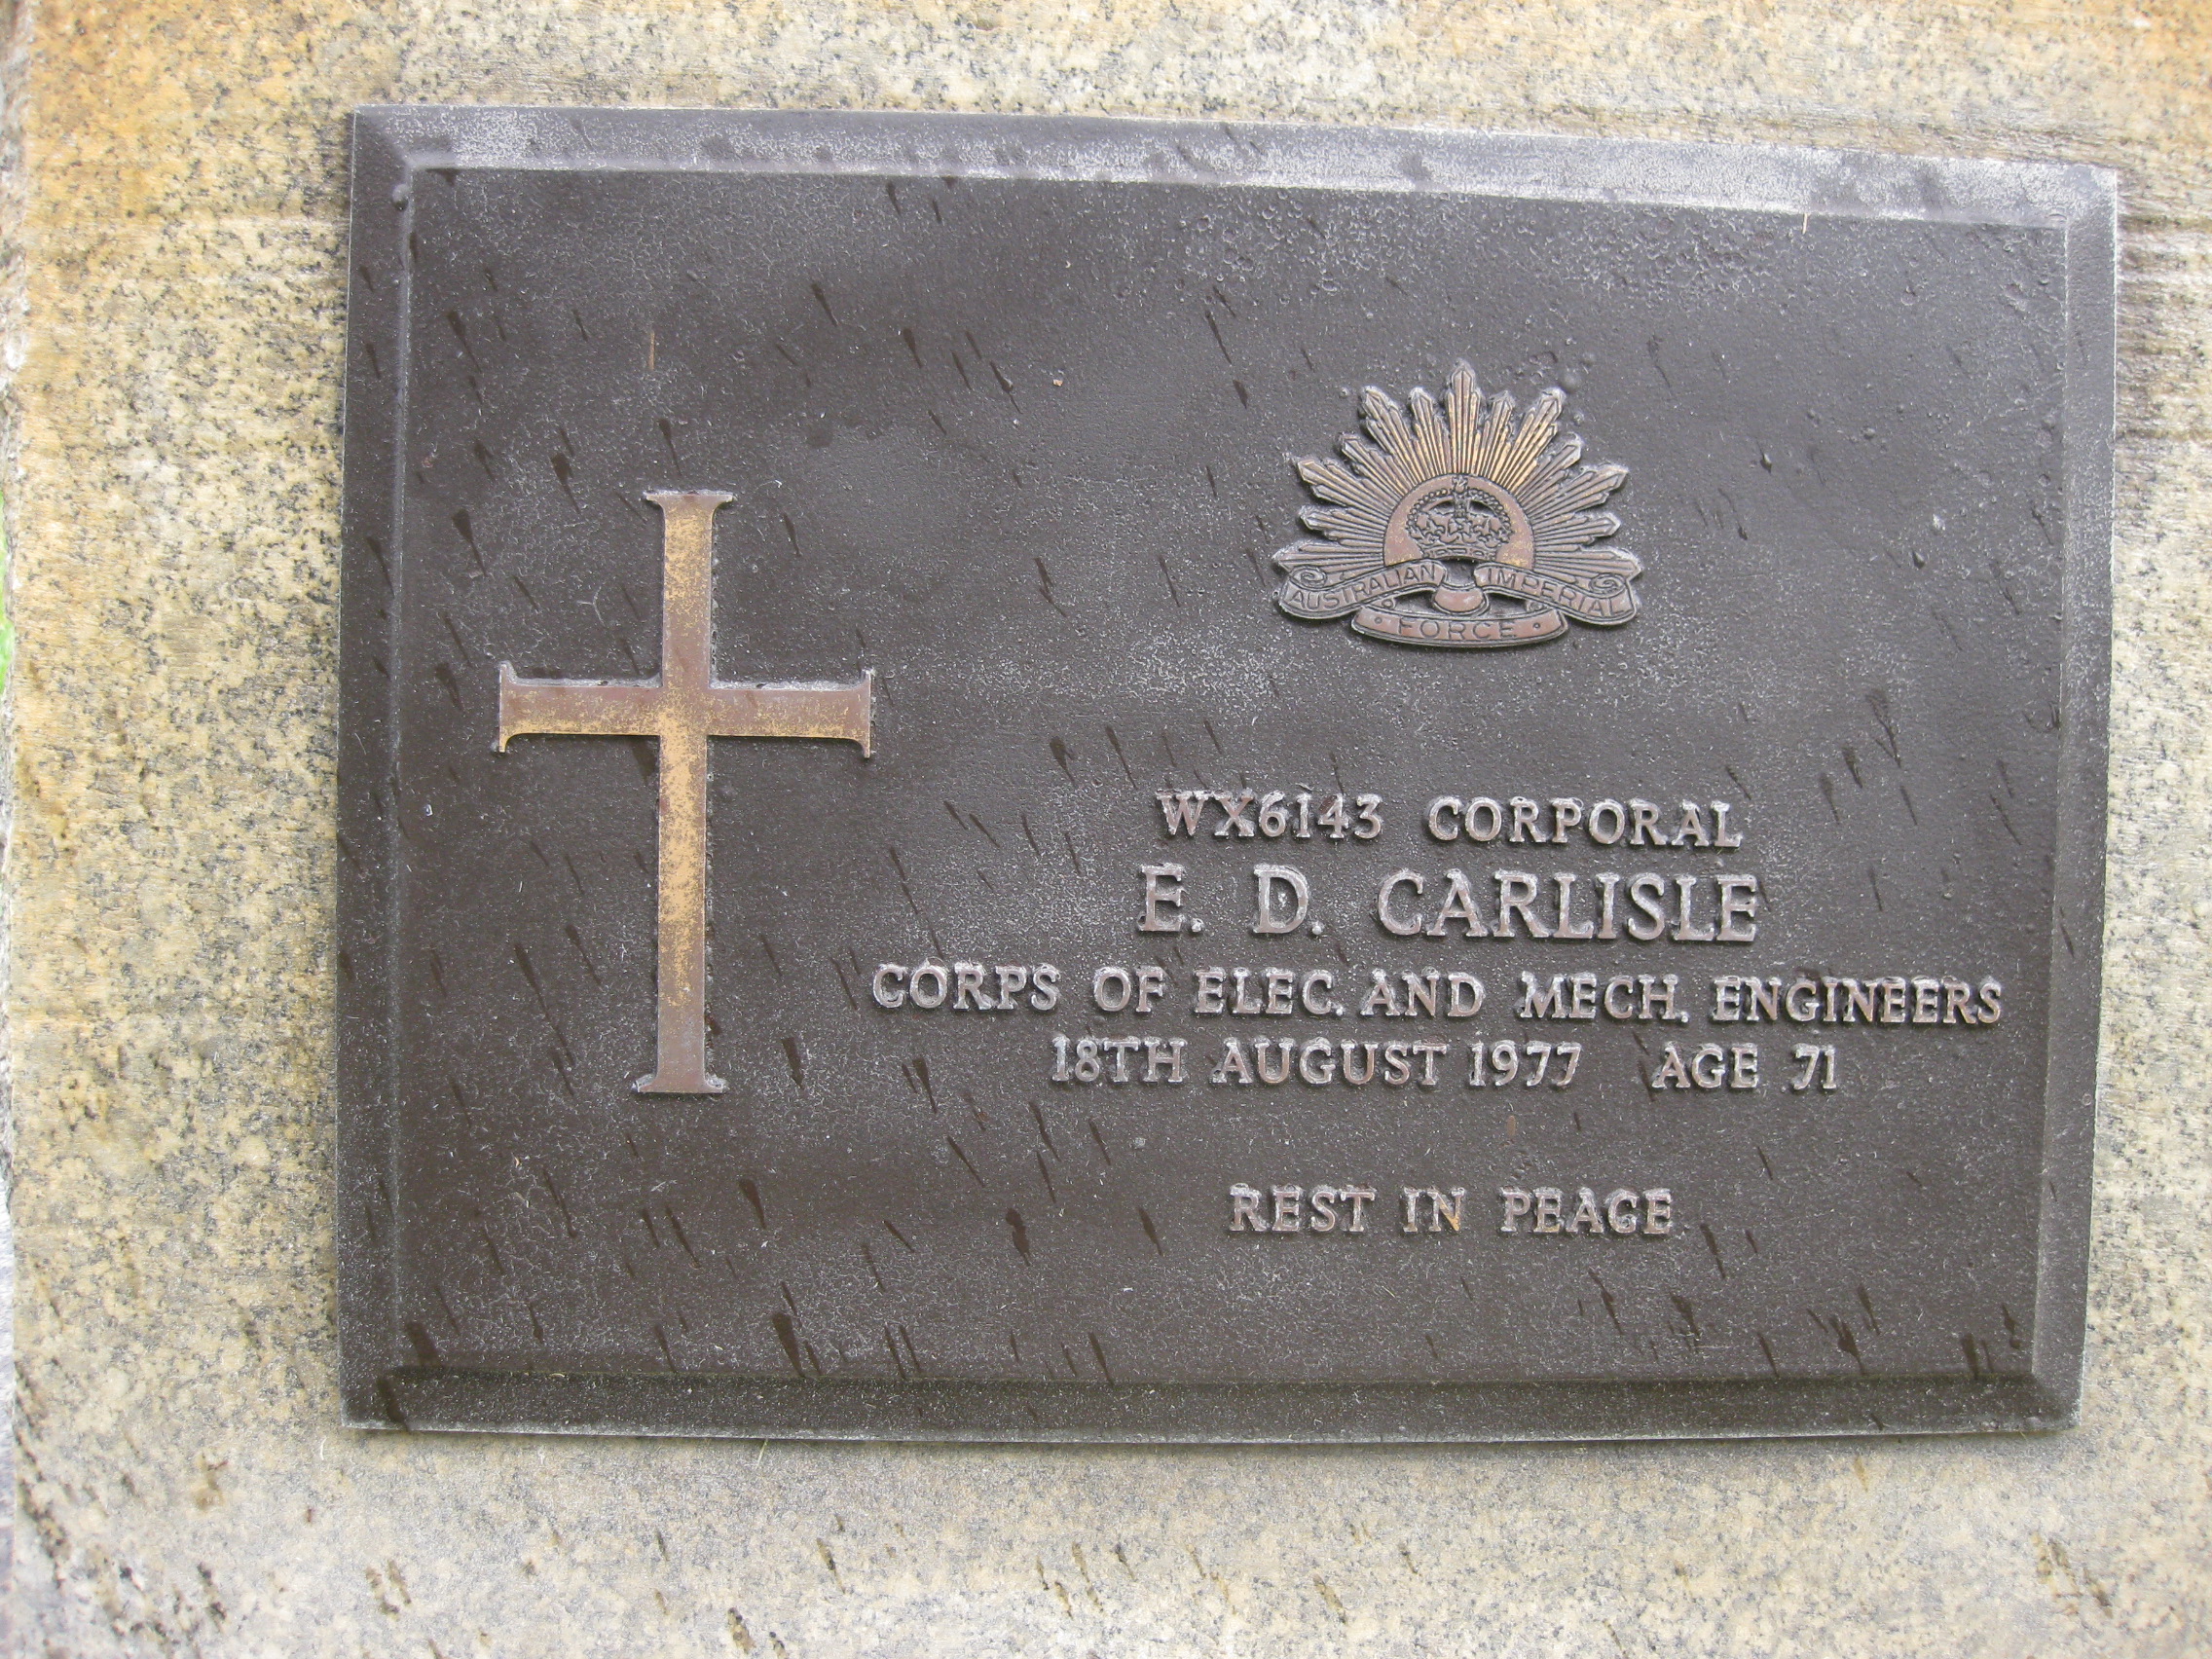 AUSTRALIAN IMPERIAL
FORCE
WX6143 CORPORAL
E. D. CARLISLE
CORPS OF ELEC. AND MECH. ENGINEERS
18TH AUGUST 1977 AGE 71
REST IN PEACE